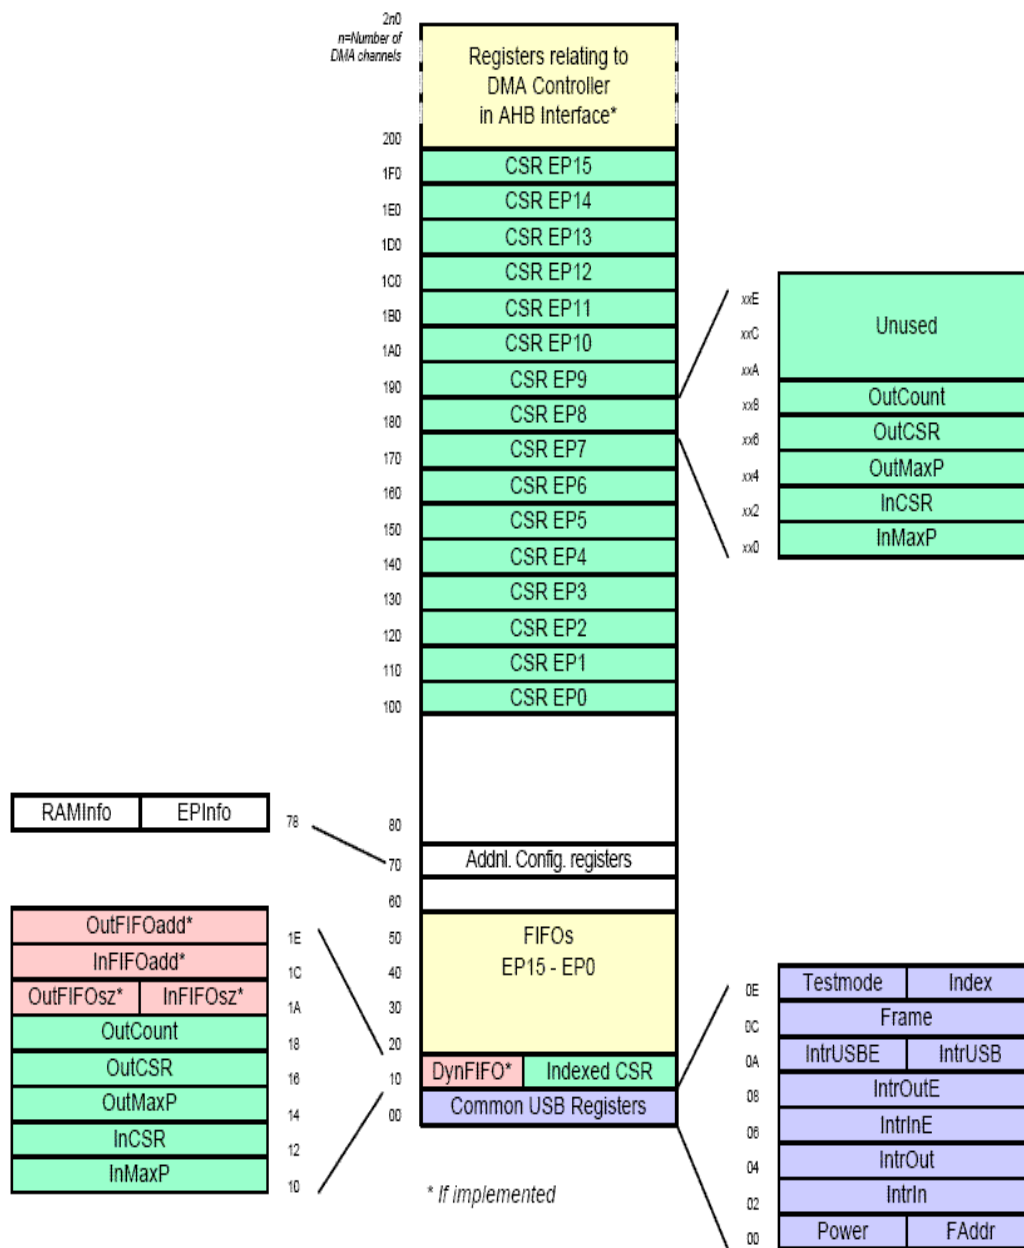 2n0
n=Number of
DMA channels
Registers relating to
DMA Controller
in AHB Interface*
200
CSR EP15
1F0
CSR EP14
1E0
CSR EP13
1D0
CSR EP12
1C0
CSR EP11
1B0
CSR EP10
1A0
CSR EP9
190
CSR EP8
180
CSR EP7
170
CSR EP6
160
CSR EP5
150
CSR EP4
140
CSR EP3
130
CSR EP2
120
CSR EP1
110
CSR EP0
100
80
Addnl. Config. registers
70
60
FIFOs
EP15 - EP0
50
40
30
20
DynFIFO* Indexed CSR
10
Common USB Registers
00
* If implemented
xxE
Unused
xxC
xxA
OutCount
xx8
OutCSR
xx6
OutMaxP
xx4
InCSR
xx2
InMaxP
xx0
RAMInfo EPInfo
78
OutFIFOadd*
1E
InFIFOadd*
1C
OutFIFOsz* InFIFOsz*
1A
OutCount
18
OutCSR
16
OutMaxP
14
InCSR
12
InMaxP
10
Testmode Index
0E
Frame
0C
IntrUSBE IntrUSB
0A
IntrOutE
08
IntrInE
06
IntrOut
04
IntrIn
02
Power FAddr
00